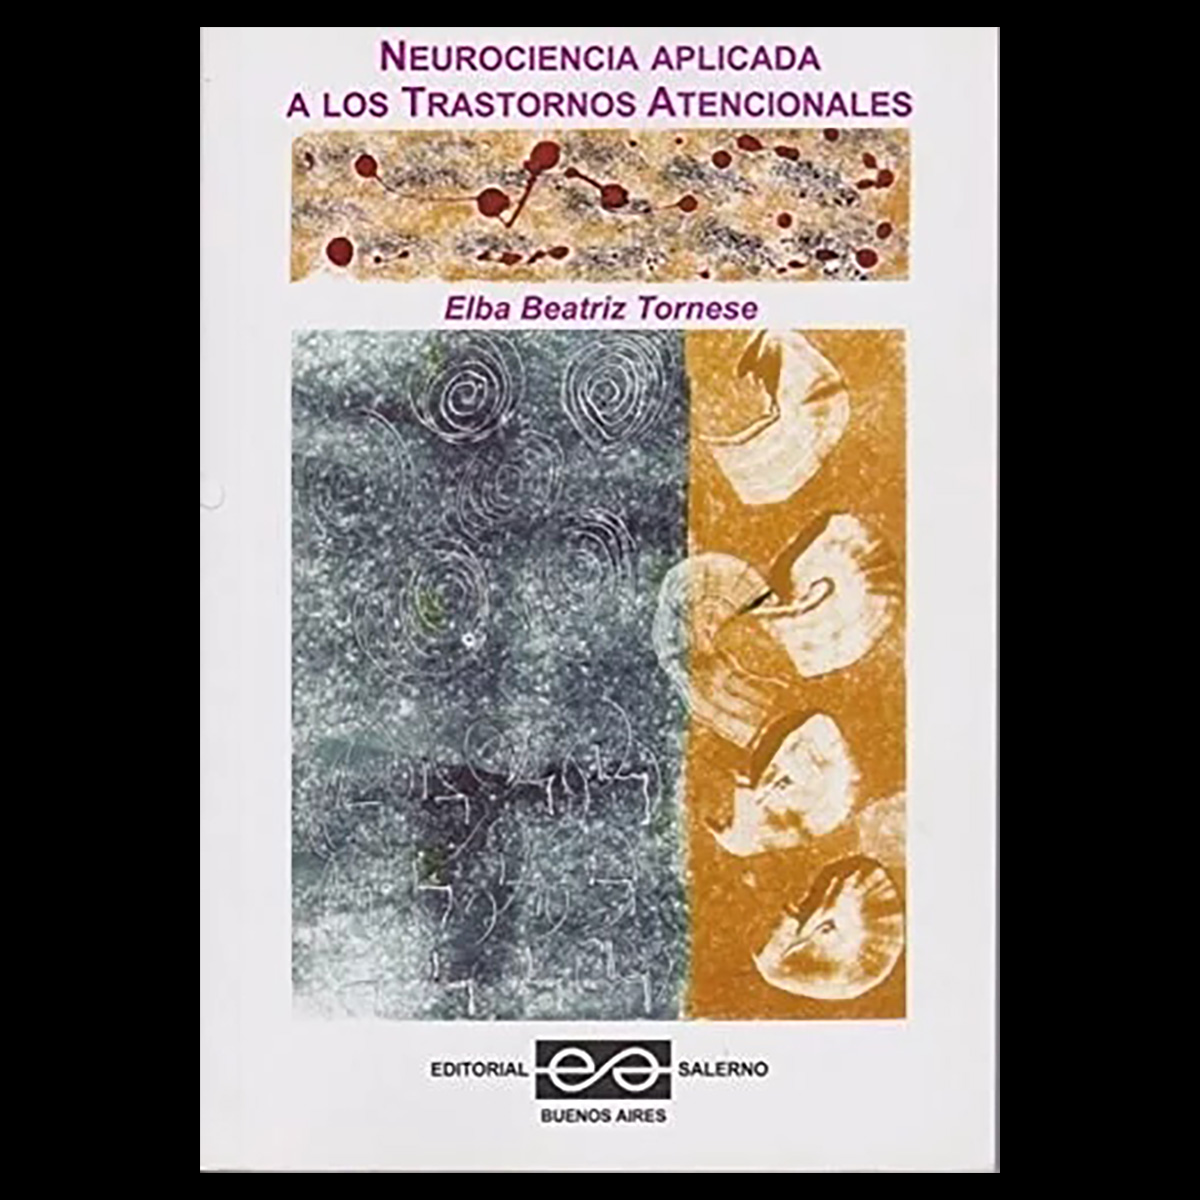 NEUROCIENCIA APLICADA
A LOS TRASTORNOS ATENCIONALES
Elba Beatriz Tornese
EDITORIAL SALERNO
BUENOS AIRES